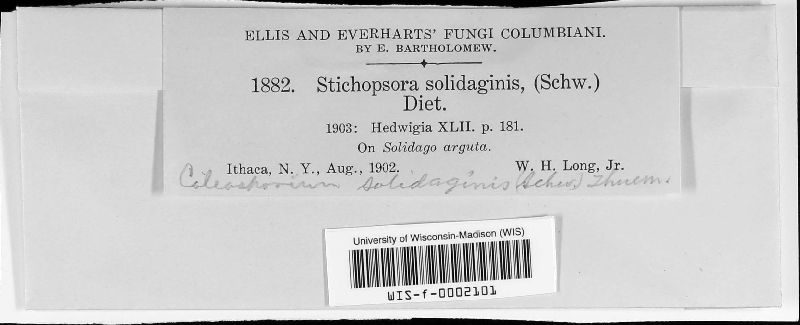 ELLIS AND EVERHARTS' FUNGI COLUMBIANI.
BY E. BARTHOLOMEW.
1882. Stichopsora solidaginis, (Schw.)
Diet.
1903: Hedwigia XLII. p. 181.
On Solidago arguta.
Ithaca, N. Y., Aug., 1902. W. H. Long, Jr.
Coleosporium solidaginis (Schw) Thuem.
University of Wisconsin-Madison (WIS)
WIS-f-0002101